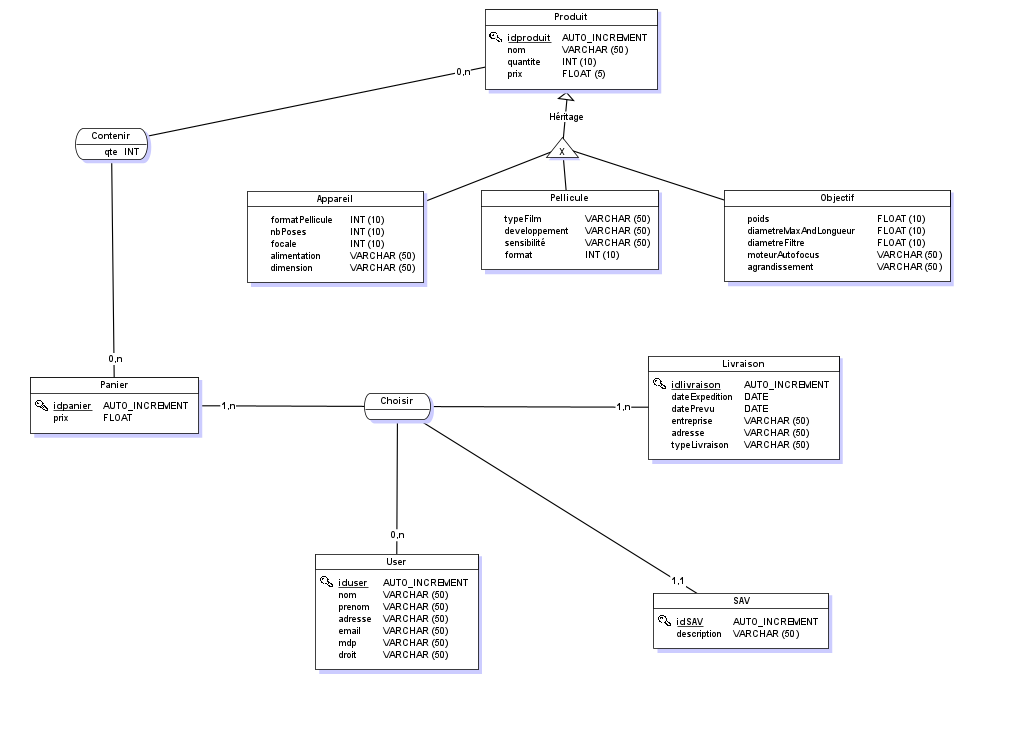 Produit
idproduit AUTO_INCREMENT
nom VARCHAR (50)
quantite INT (10)
prix FLOAT (5)
0,n
Héritage
Contenir
qte INT
X
Appareil
formatPellicule INT (10)
nbPoses INT (10)
focale INT (10)
alimentation VARCHAR (50)
dimension VARCHAR (50)
Pellicule
typeFilm VARCHAR (50)
developpement VARCHAR (50)
sensibilité VARCHAR (50)
format INT (10)
Objectif
poids FLOAT (10)
diametreMaxAndLongueur FLOAT (10)
diametreFiltre FLOAT (10)
moteurAutofocus VARCHAR (50)
agrandissement VARCHAR (50)
0,n
Panier
idpanier AUTO_INCREMENT
prix FLOAT
1,n
Choisir
1,n
Livraison
idlivraison AUTO_INCREMENT
dateExpedition DATE
datePrevu DATE
entreprise VARCHAR (50)
adresse VARCHAR (50)
typeLivraison VARCHAR (50)
0,n
User
iduser AUTO_INCREMENT
nom VARCHAR (50)
prenom VARCHAR (50)
adresse VARCHAR (50)
email VARCHAR (50)
mdp VARCHAR (50)
droit VARCHAR (50)
1,1
SAV
idSAV AUTO_INCREMENT
description VARCHAR (50)